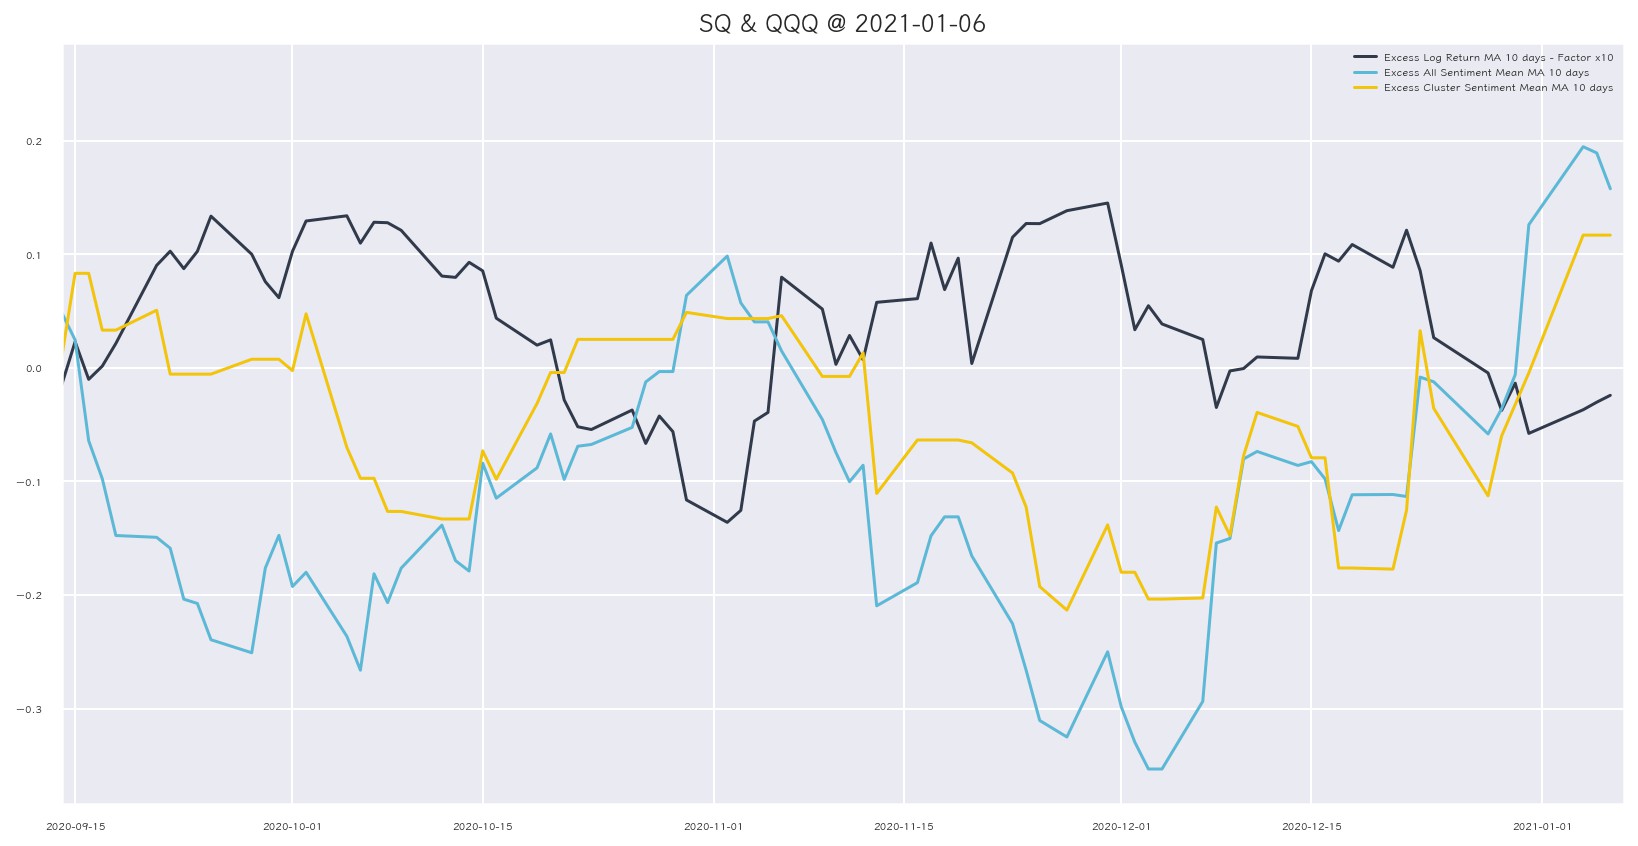 SQ & QQQ @ 2021-01-06
Excess Log Return MA 10 days - Factor x10
Excess All Sentiment Mean MA 10 days
Excess Cluster Sentiment Mean MA 10 days
0.2
0.1
0.0
−0.1
−0.2
−0.3
2020-09-15 2020-10-01 2020-10-15 2020-11-01 2020-11-15 2020-12-01 2020-12-15 2021-01-01